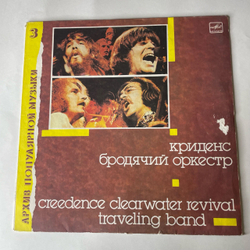 3
АРХИВ ПОПУЛЯРНОЙ МУЗЫКИ
криденс
бродячий оркестр
creedence clearwater revival
traveling band